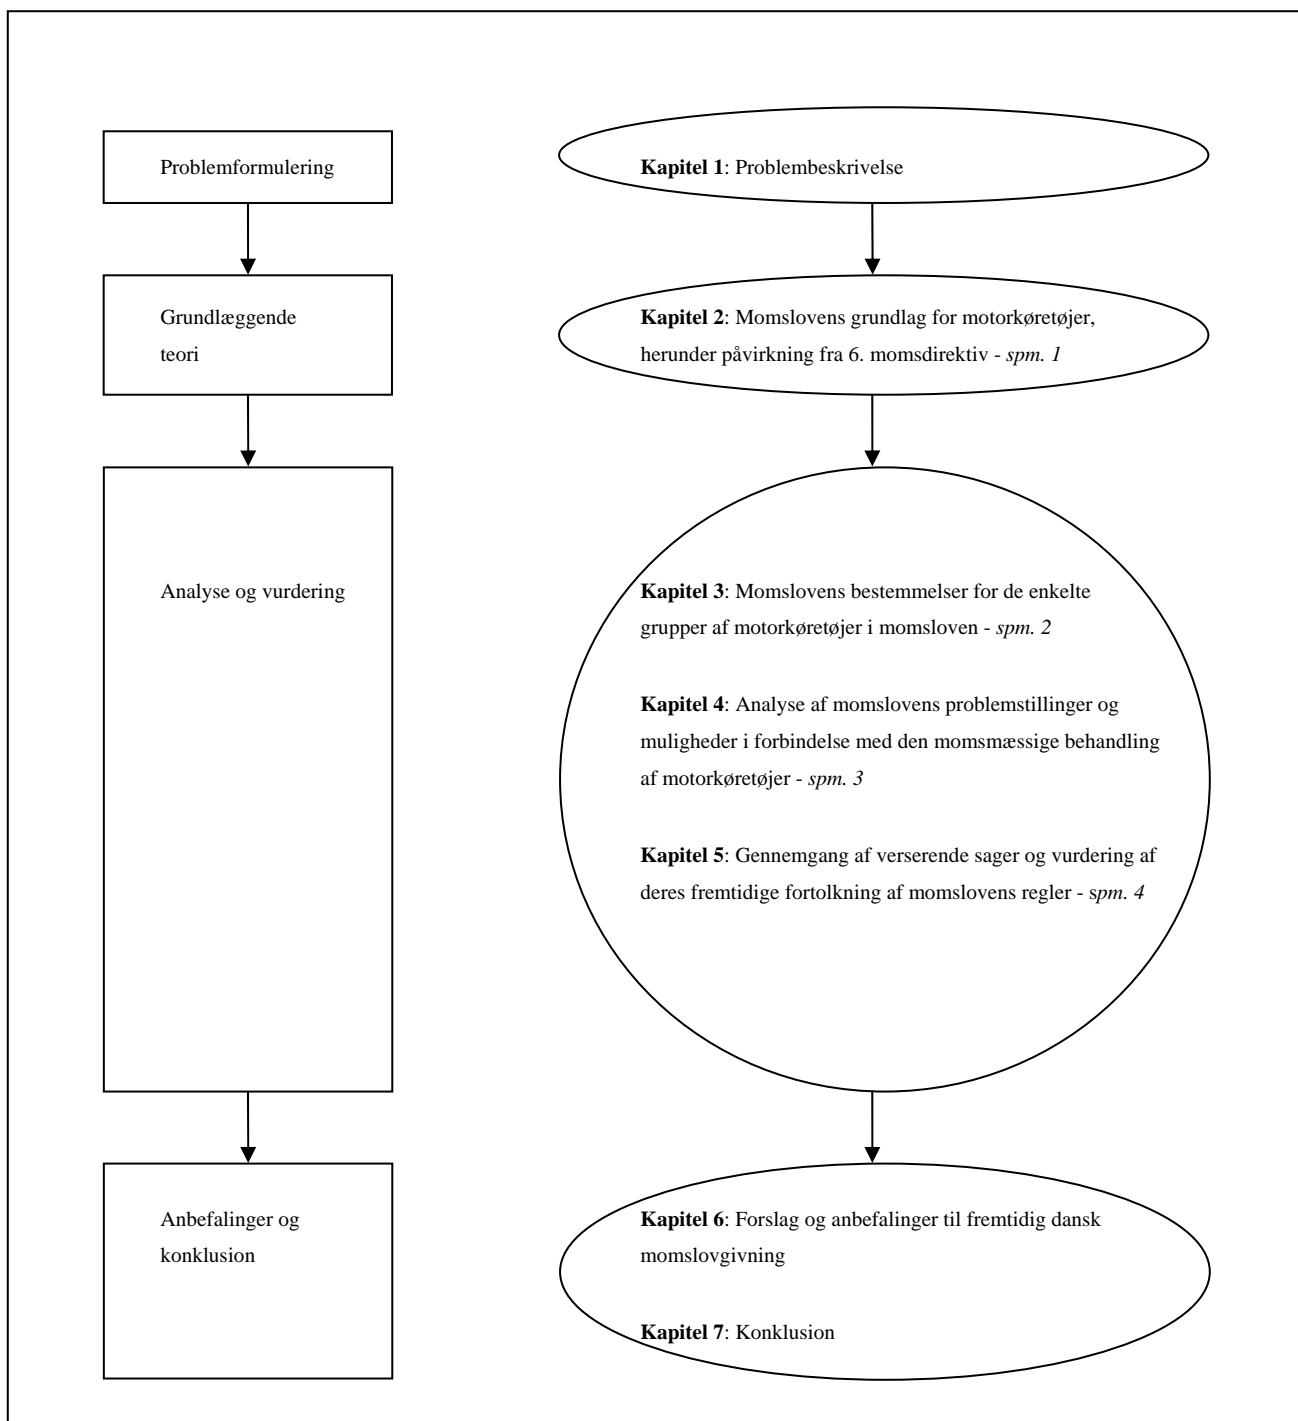 Problemformulering
Kapitel 1: Problembeskrivelse
Grundlæggende
teori
Kapitel 2: Momslovens grundlag for motorkøretøjer,
herunder påvirkning fra 6. momsdirektiv - spm. 1
Analyse og vurdering
Kapitel 3: Momslovens bestemmelser for de enkelte
grupper af motorkøretøjer i momsloven - spm. 2
Kapitel 4: Analyse af momslovens problemstillinger og
muligheder i forbindelse med den momsmæssige behandling
af motorkøretøjer - spm. 3
Kapitel 5: Gennemgang af verserende sager og vurdering af
deres fremtidige fortolkning af momslovens regler - spm. 4
Anbefalinger og
konklusion
Kapitel 6: Forslag og anbefalinger til fremtidig dansk
momslovgivning
Kapitel 7: Konklusion